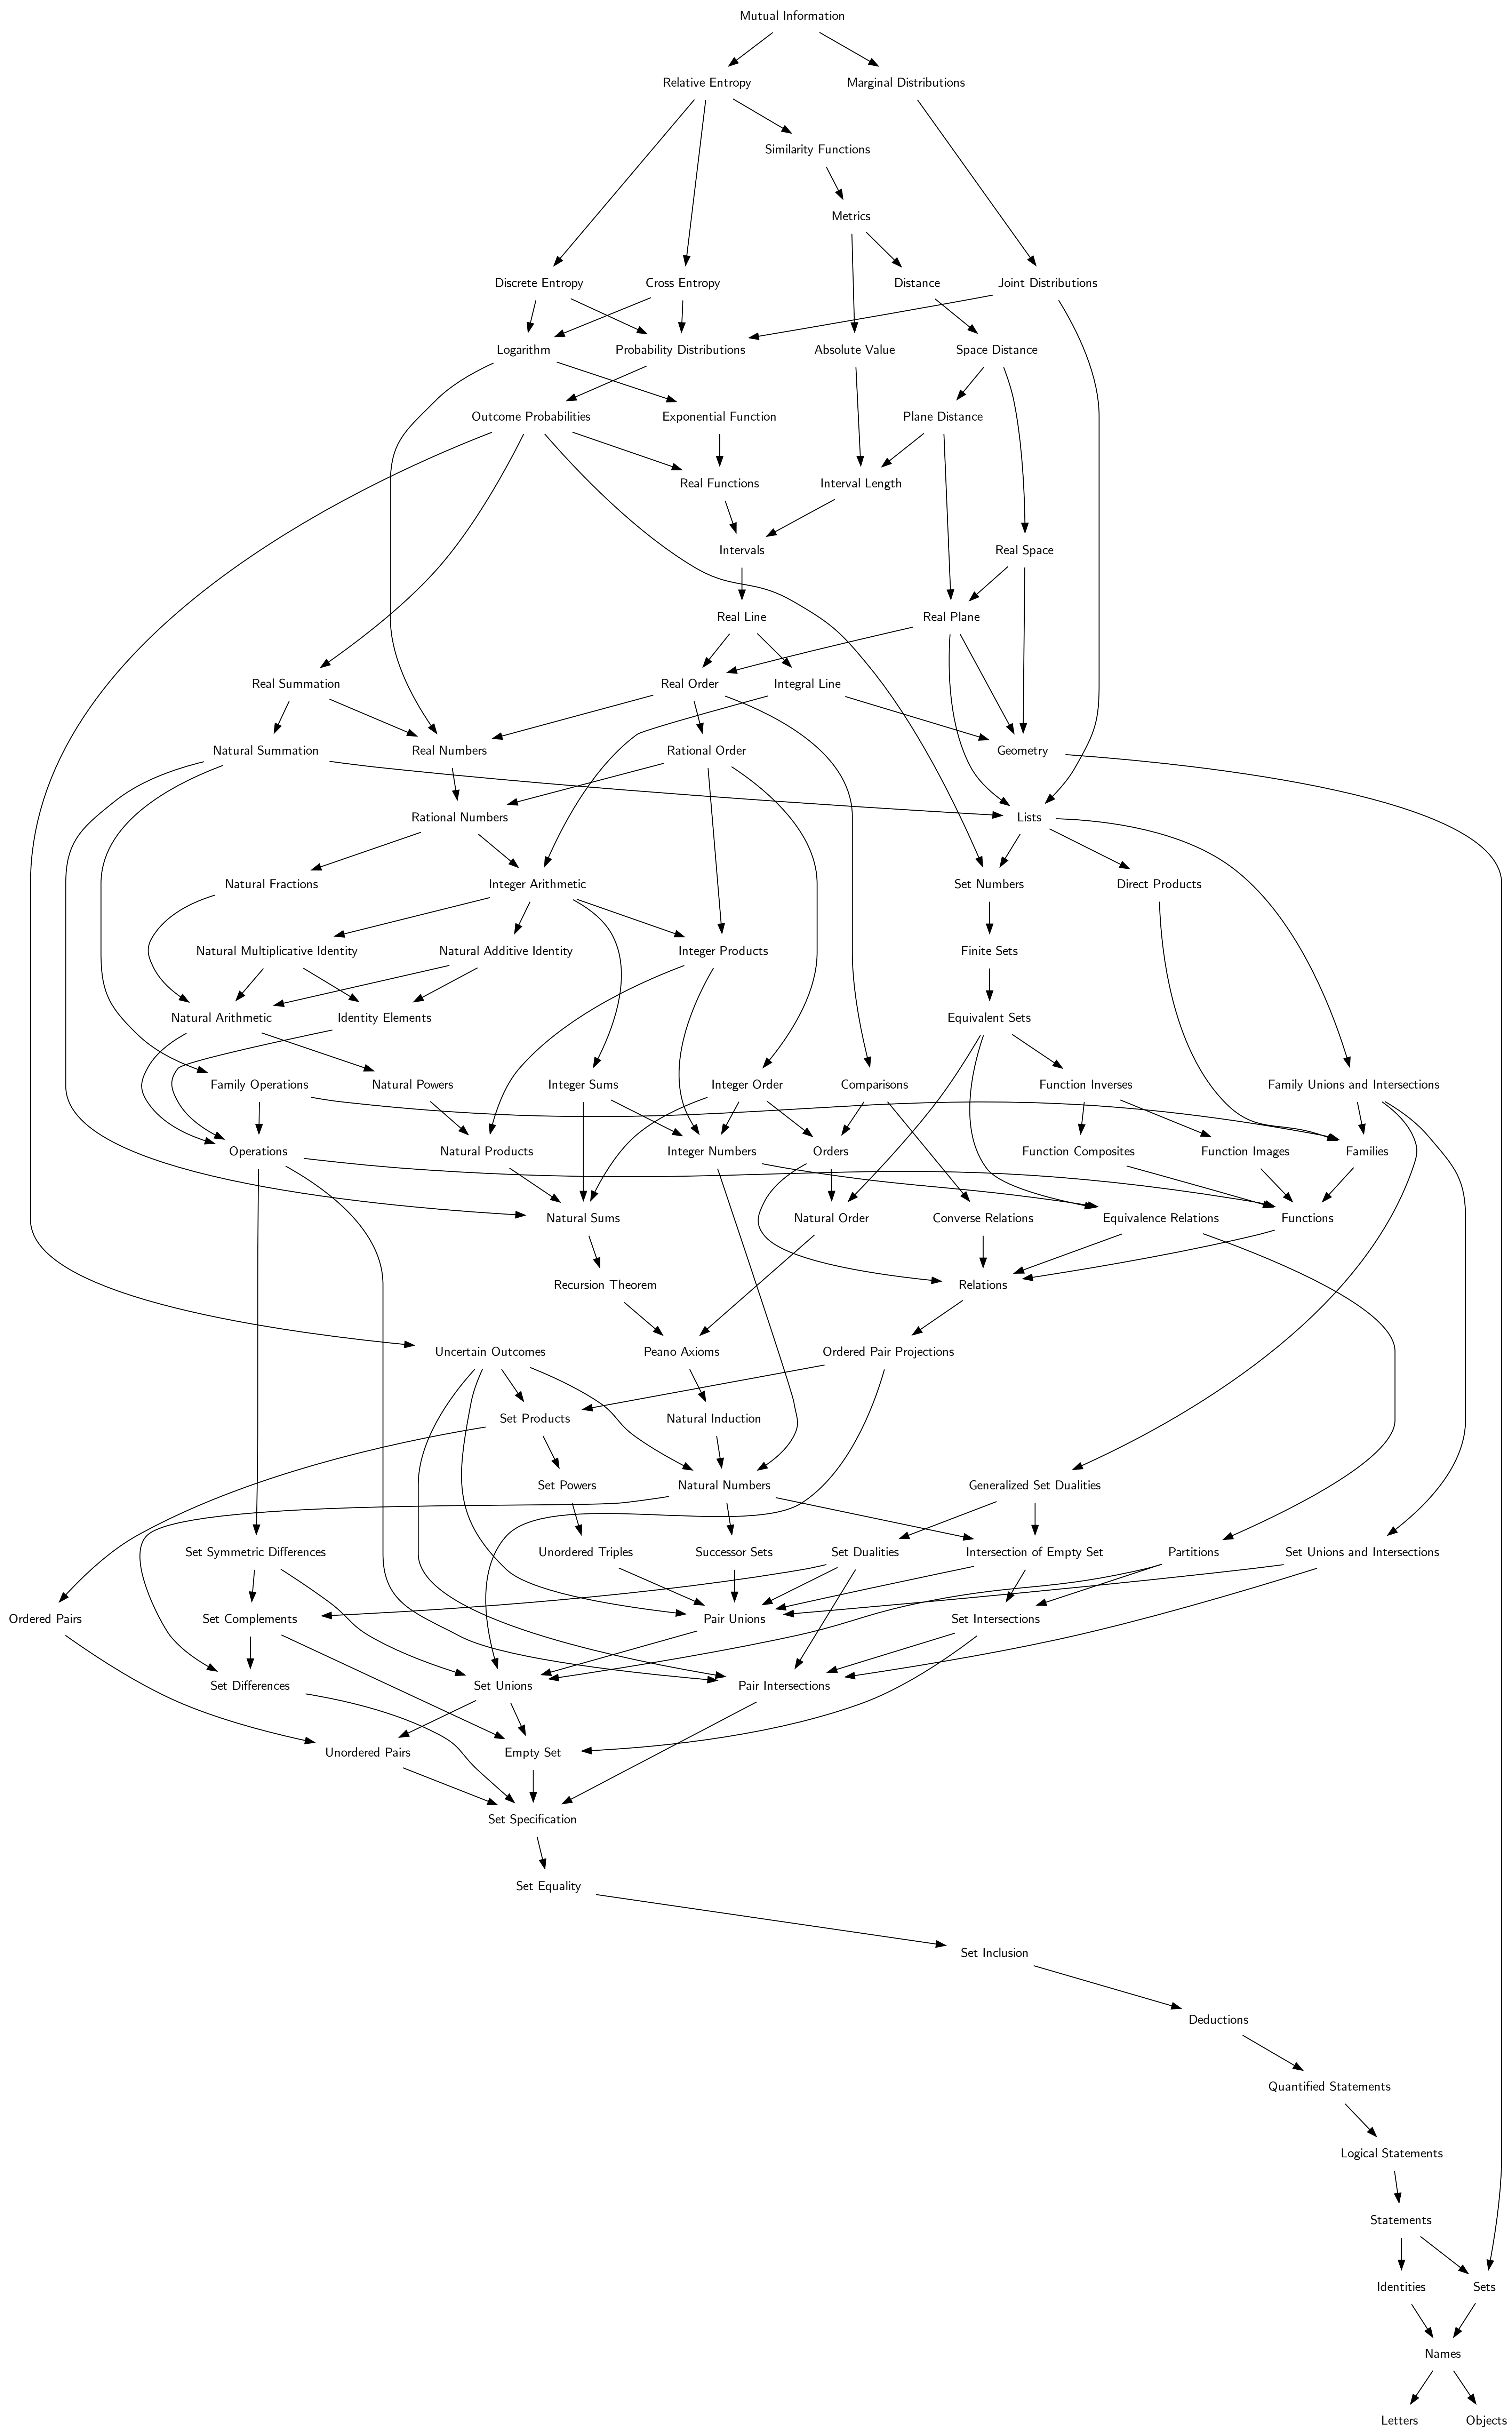 Mutual Information
Relative Entropy
Marginal Distributions
Similarity Functions
Metrics
Discrete Entropy
Cross Entropy
Distance
Joint Distributions
Logarithm
Probability Distributions
Absolute Value
Space Distance
Outcome Probabilities
Exponential Function
Plane Distance
Real Functions
Interval Length
Intervals
Real Space
Real Line
Real Plane
Real Summation
Real Order
Integral Line
Natural Summation
Real Numbers
Rational Order
Geometry
Rational Numbers
Lists
Natural Fractions
Integer Arithmetic
Set Numbers
Direct Products
Natural Multiplicative Identity
Natural Additive Identity
Integer Products
Finite Sets
Natural Arithmetic
Identity Elements
Equivalent Sets
Family Operations
Natural Powers
Integer Sums
Integer Order
Comparisons
Function Inverses
Family Unions and Intersections
Operations
Natural Products
Integer Numbers
Orders
Function Composites
Function Images
Families
Natural Sums
Natural Order
Converse Relations
Equivalence Relations
Functions
Recursion Theorem
Relations
Uncertain Outcomes
Peano Axioms
Ordered Pair Projections
Set Products
Natural Induction
Set Powers
Natural Numbers
Generalized Set Dualities
Set Symmetric Differences
Unordered Triples
Successor Sets
Set Dualities
Intersection of Empty Set
Partitions
Set Unions and Intersections
Ordered Pairs
Set Complements
Pair Unions
Set Intersections
Set Differences
Set Unions
Pair Intersections
Unordered Pairs
Empty Set
Set Specification
Set Equality
Set Inclusion
Deductions
Quantified Statements
Logical Statements
Statements
Identities
Sets
Names
Letters
Objects